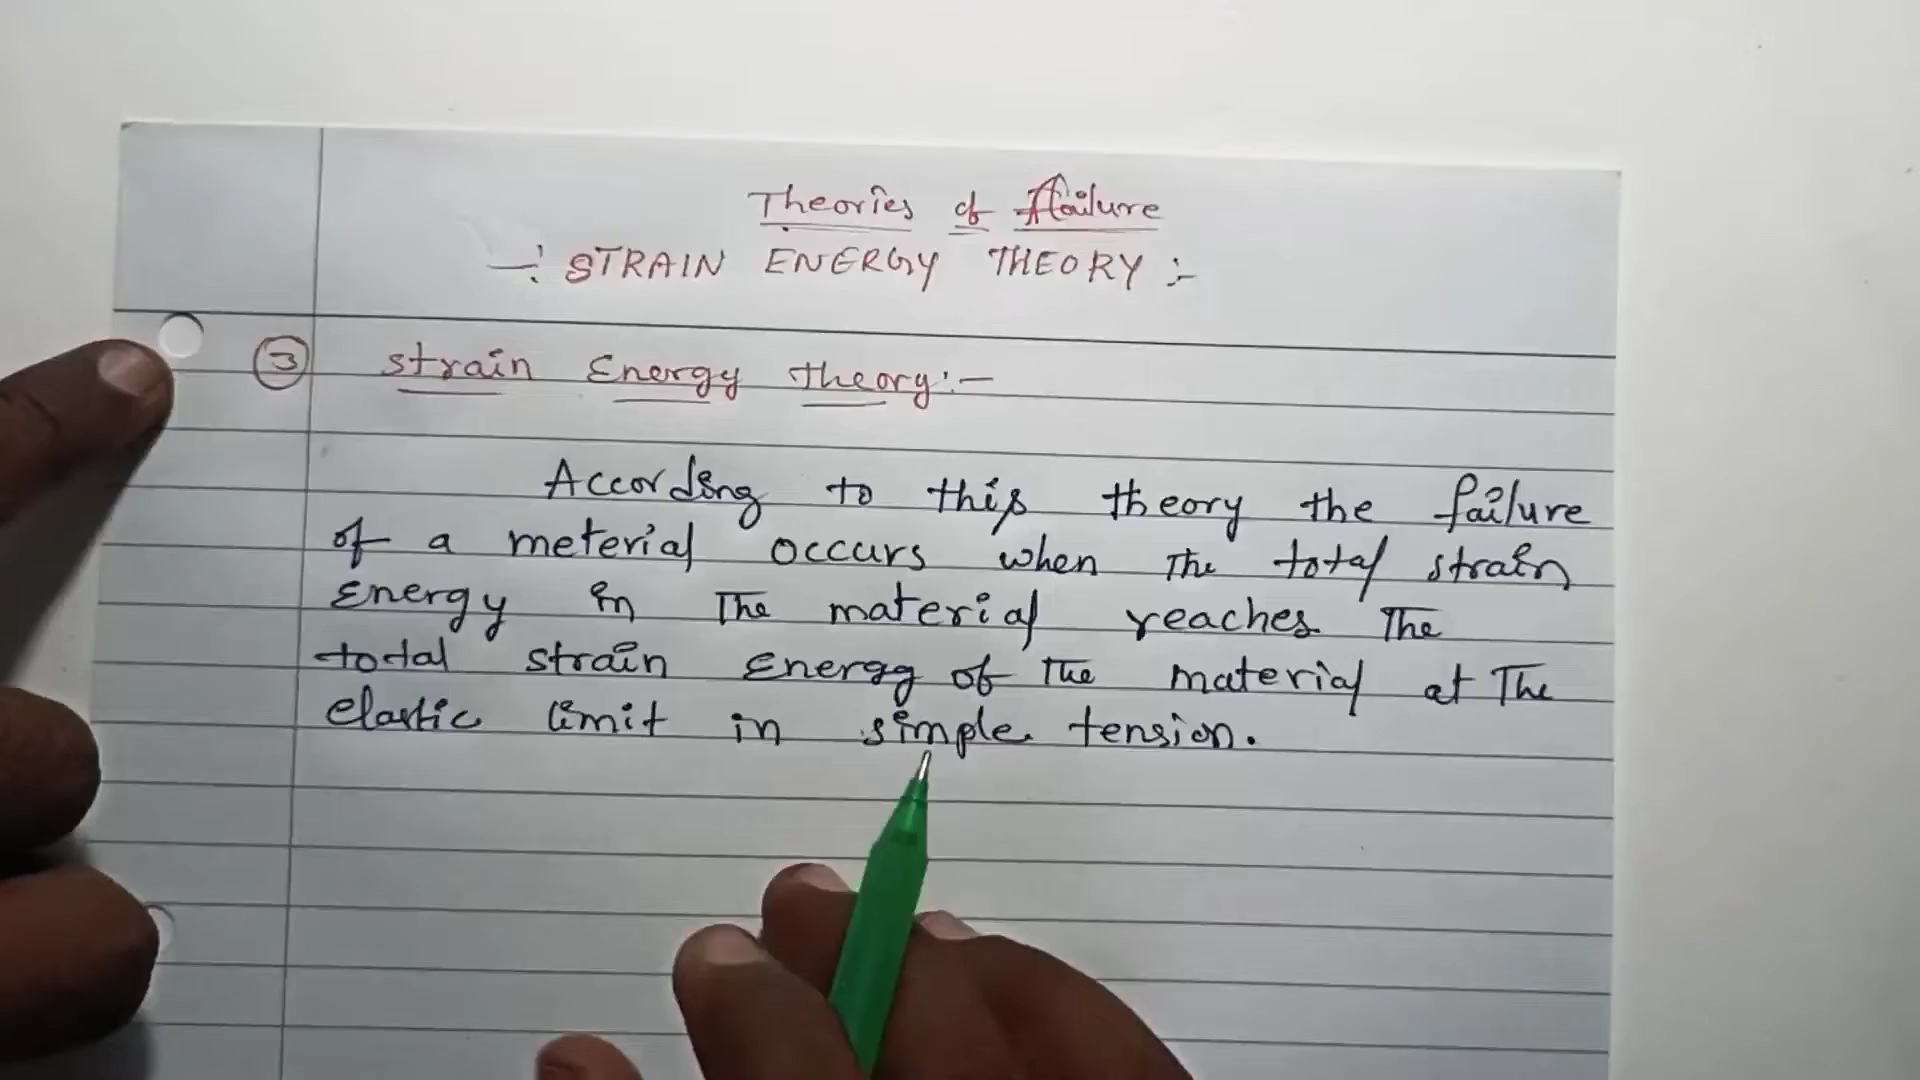 Theories of failure
-: STRAIN ENERGY THEORY :-
3 Strain Energy theory:-
According to this theory the failure
of a meterial occurs when The total strain
Energy in The material reaches The
total strain Energy of The material at The
Elastic limit in simple tension.